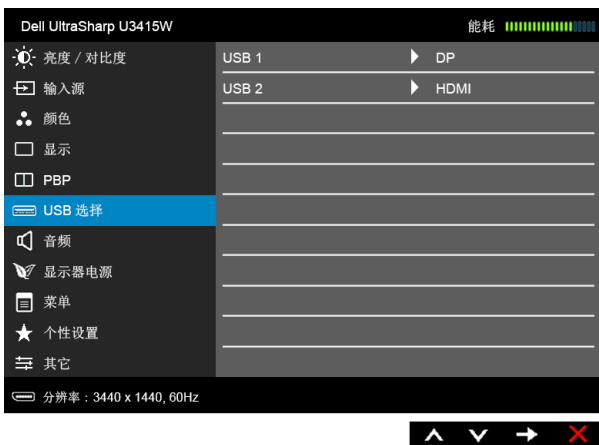 Dell UltraSharp U3415W 能耗
亮度 / 对比度 USB 1 DP
输入源 USB 2 HDMI
颜色
显示
PBP
USB 选择
音频
显示器电源
菜单
个性设置
其它
分辨率：3440 x 1440, 60Hz